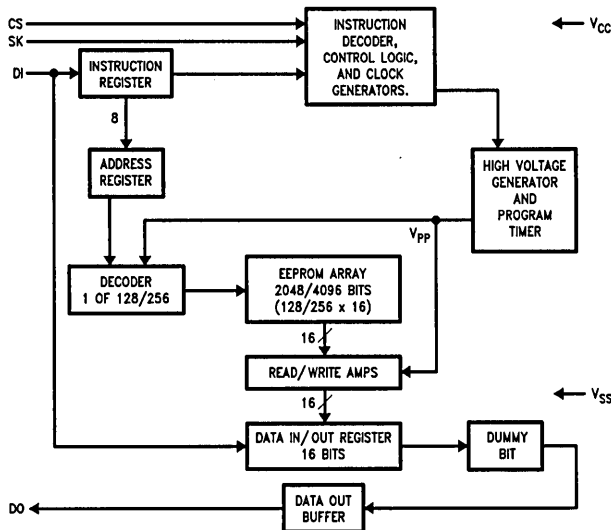 CS
SK
DI
INSTRUCTION
DECODER,
CONTROL LOGIC,
AND CLOCK
GENERATORS.
VCC
INSTRUCTION
REGISTER
8
ADDRESS
REGISTER
HIGH VOLTAGE
GENERATOR
AND
PROGRAM
TIMER
VPP
DECODER
1 OF 128/256
EEPROM ARRAY
2048/4096 BITS
(128/256 x 16)
16
READ/WRITE AMPS
16
VSS
DATA IN/OUT REGISTER
16 BITS
DUMMY
BIT
DO
DATA OUT
BUFFER